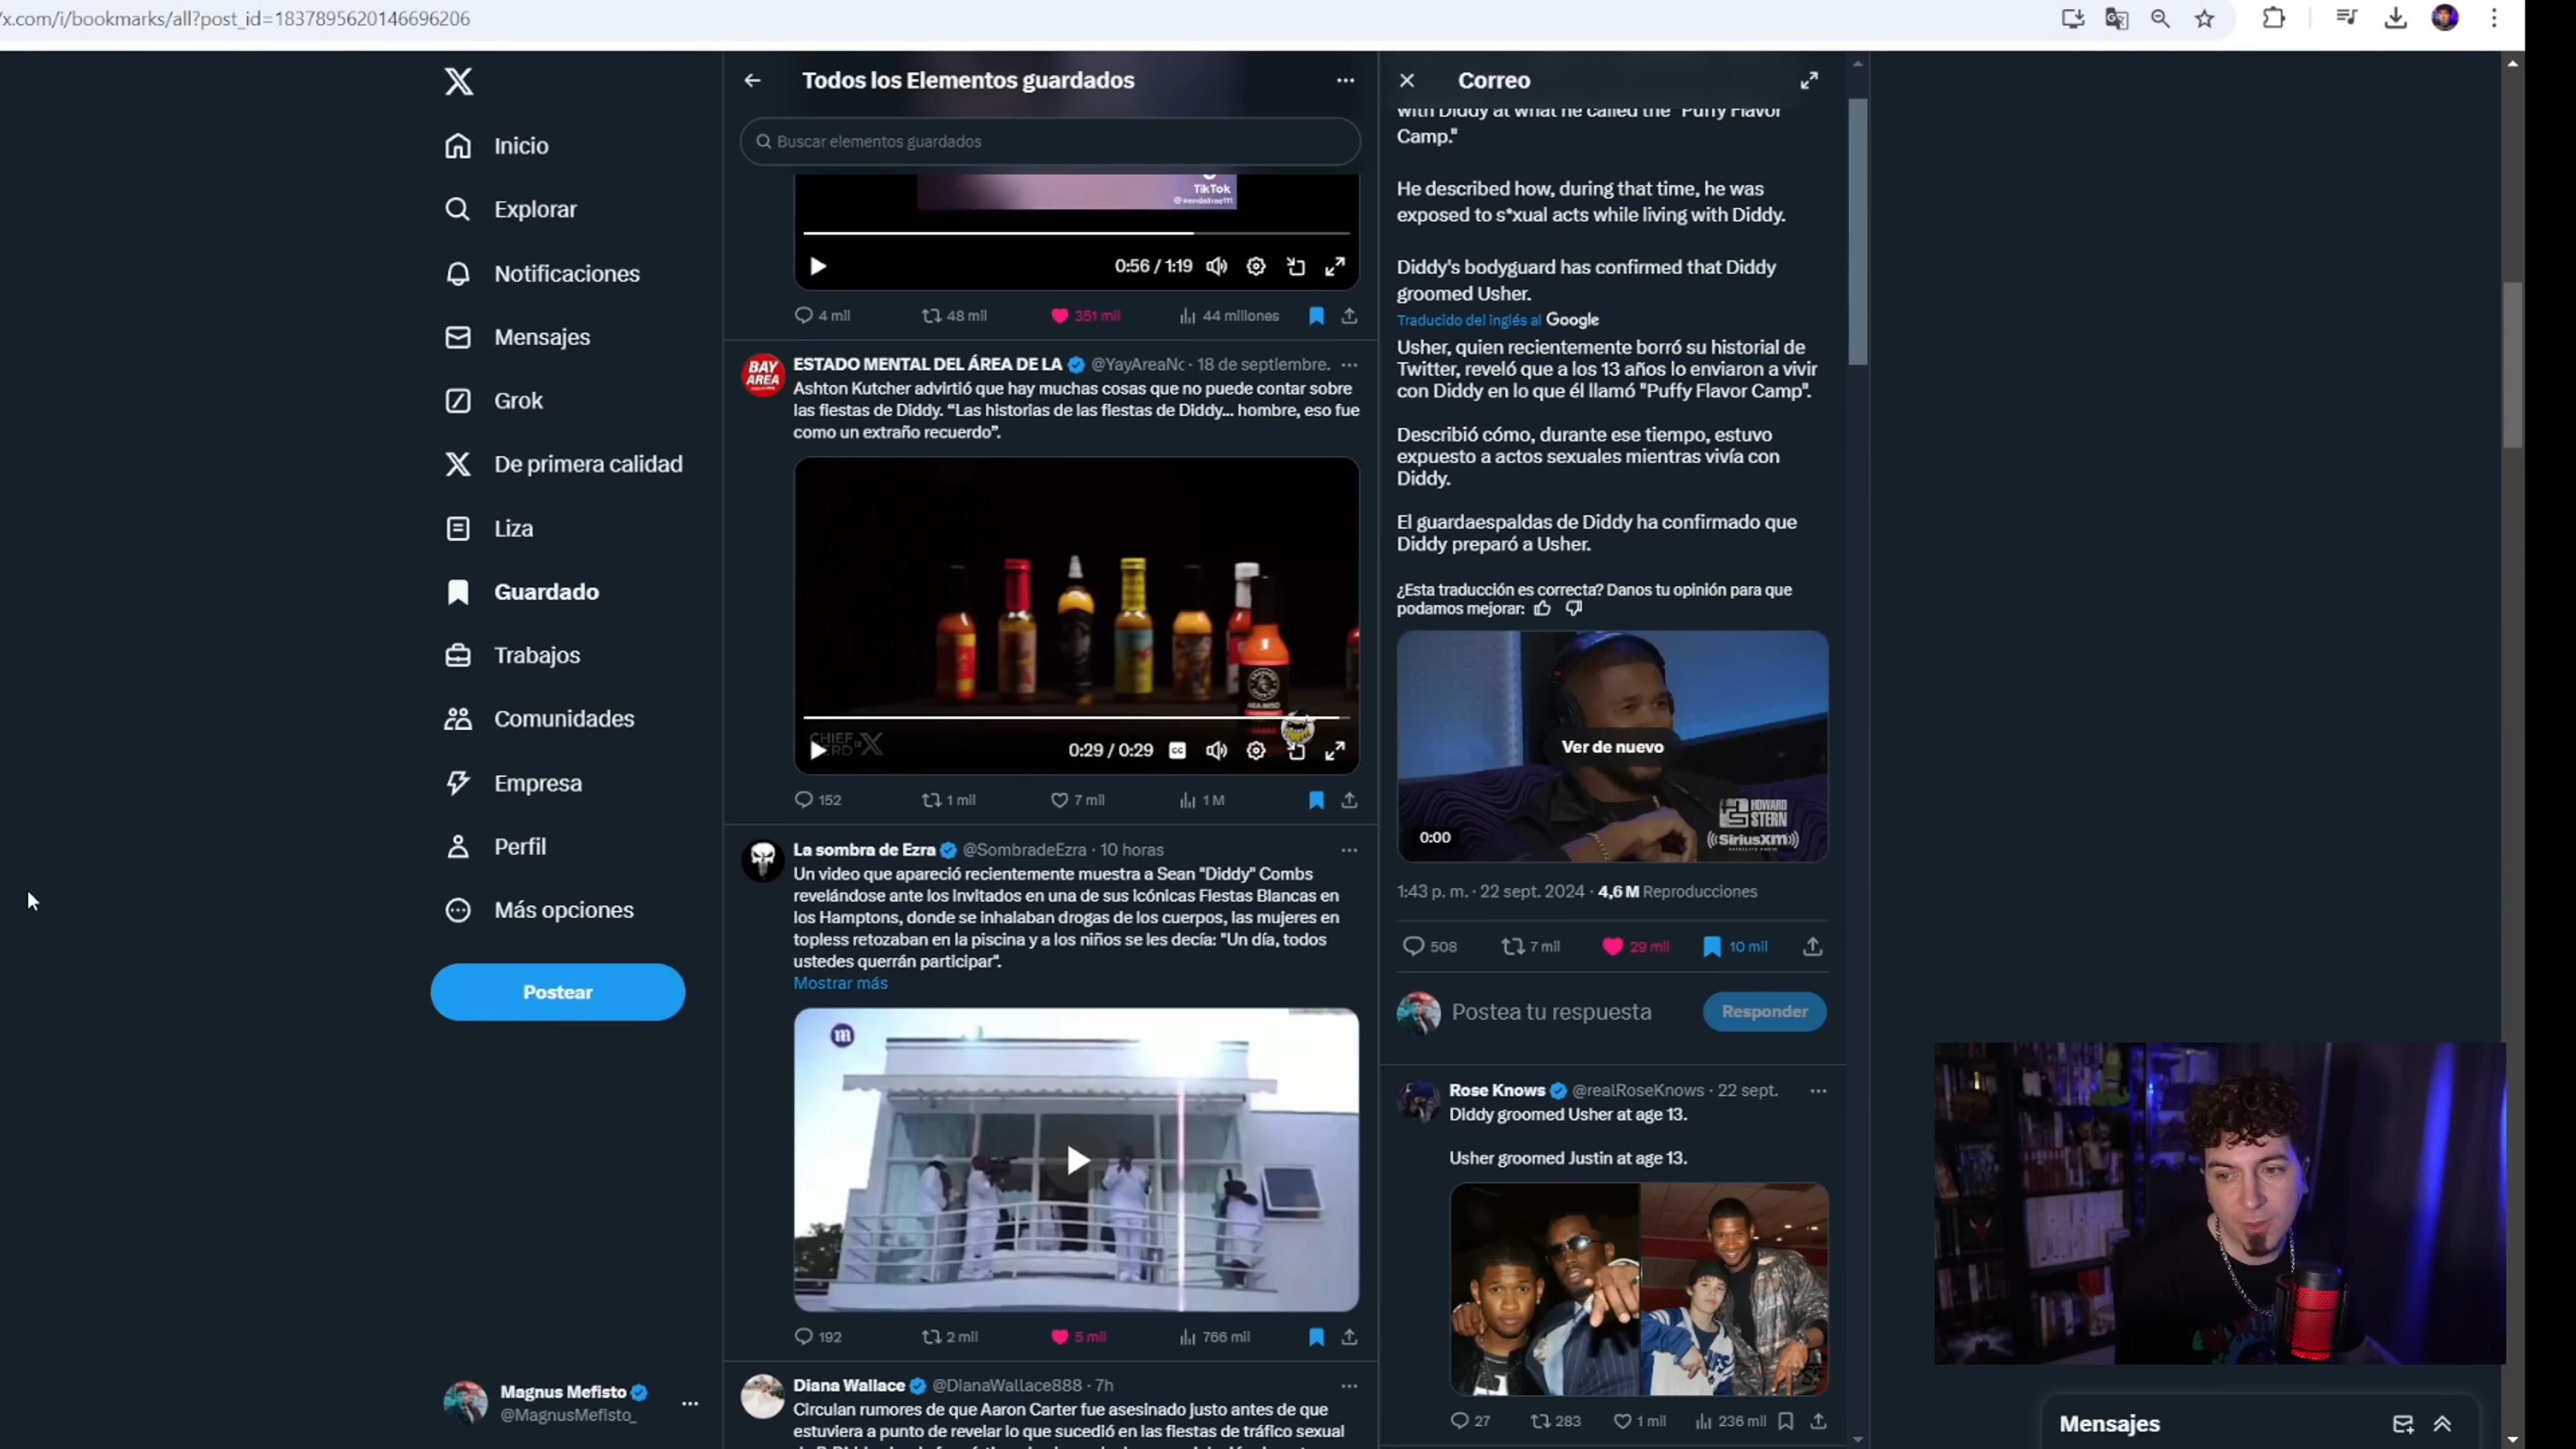 /x.com/i/bookmarks/all?post_id=1837895620146696206
Inicio
Explorar
Notificaciones
Mensajes
Grok
De primera calidad
Liza
Guardado
Trabajos
Comunidades
Empresa
Perfil
Más opciones
Postear
Magnus Mefisto
@MagnusMefisto_
Todos los Elementos guardados
Buscar elementos guardados
TikTok
0:56 / 1:19
4 mil 48 mil 351 mil 44 millones
BAY AREA
ESTADO MENTAL DEL ÁREA DE LA @YayAreaNc · 18 de septiembre.
Ashton Kutcher advirtió que hay muchas cosas que no puede contar sobre
las fiestas de Diddy. “Las historias de las fiestas de Diddy... hombre, eso fue
como un extraño recuerdo”.
0:29 / 0:29
152 1 mil 7 mil 1 M
La sombra de Ezra @SombradeEzra · 10 horas
Un video que apareció recientemente muestra a Sean "Diddy" Combs
revelándose ante los invitados en una de sus icónicas Fiestas Blancas en
los Hamptons, donde se inhalaban drogas de los cuerpos, las mujeres en
topless retozaban en la piscina y a los niños se les decía: "Un día, todos
ustedes querrán participar".
Mostrar más
m
192 2 mil 5 mil 766 mil
Diana Wallace @DianaWallace888 · 7h
Circulan rumores de que Aaron Carter fue asesinado justo antes de que
estuviera a punto de revelar lo que sucedió en las fiestas de tráfico sexual
Correo
with Diddy at what he called the "Puffy Flavor
Camp."
He described how, during that time, he was
exposed to s*xual acts while living with Diddy.
Diddy's bodyguard has confirmed that Diddy
groomed Usher.
Traducido del inglés al Google
Usher, quien recientemente borró su historial de
Twitter, reveló que a los 13 años lo enviaron a vivir
con Diddy en lo que él llamó "Puffy Flavor Camp".
Describió cómo, durante ese tiempo, estuvo
expuesto a actos sexuales mientras vivía con
Diddy.
El guardaespaldas de Diddy ha confirmado que
Diddy preparó a Usher.
¿Esta traducción es correcta? Danos tu opinión para que
podamos mejorar:
Ver de nuevo
HOWARD
STERN
((SiriusXM))
0:00
1:43 p. m. · 22 sept. 2024 · 4,6 M Reproducciones
508 7 mil 29 mil 10 mil
Postea tu respuesta
Responder
Rose Knows @realRoseKnows · 22 sept.
Diddy groomed Usher at age 13.
Usher groomed Justin at age 13.
27 283 1 mil 236 mil
Mensajes